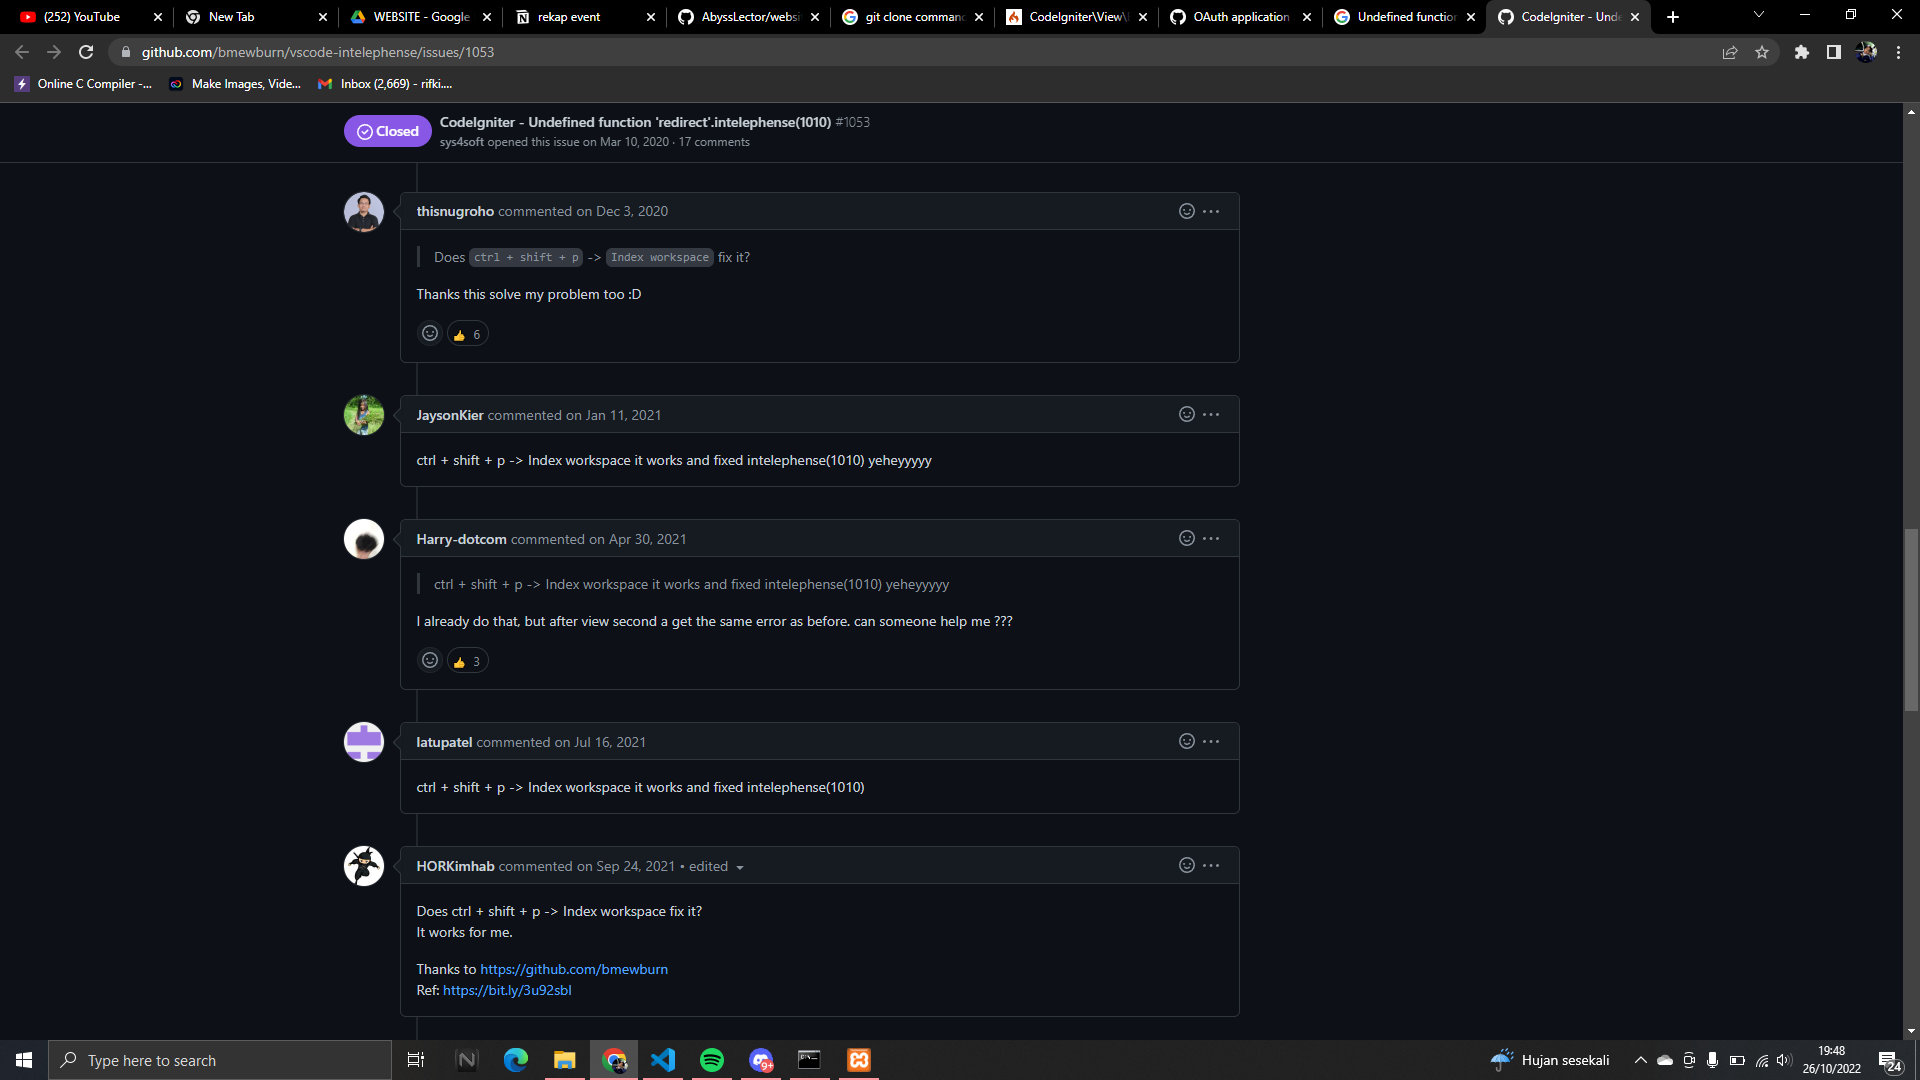 (252) YouTube
New Tab
WEBSITE - Google
rekap event
AbyssLector/websi
git clone comman
CodeIgniter\View\
OAuth application
Undefined function
CodeIgniter - Unde
github.com/bmewburn/vscode-intelephense/issues/1053
Online C Compiler -...
Make Images, Vide...
Inbox (2,669) - rifki....
Closed
CodeIgniter - Undefined function 'redirect'.intelephense(1010) #1053
sys4soft opened this issue on Mar 10, 2020 · 17 comments
thisnugroho commented on Dec 3, 2020
Does ctrl + shift + p -> Index workspace fix it?
Thanks this solve my problem too :D
6
JaysonKier commented on Jan 11, 2021
ctrl + shift + p -> Index workspace it works and fixed intelephense(1010) yeheyyyyy
Harry-dotcom commented on Apr 30, 2021
ctrl + shift + p -> Index workspace it works and fixed intelephense(1010) yeheyyyyy
I already do that, but after view second a get the same error as before. can someone help me ???
3
latupatel commented on Jul 16, 2021
ctrl + shift + p -> Index workspace it works and fixed intelephense(1010)
HORKimhab commented on Sep 24, 2021 • edited
Does ctrl + shift + p -> Index workspace fix it?
It works for me.
Thanks to https://github.com/bmewburn
Ref: https://bit.ly/3u92sbI
Type here to search
9+
Hujan sesekali
19:48
26/10/2022
24